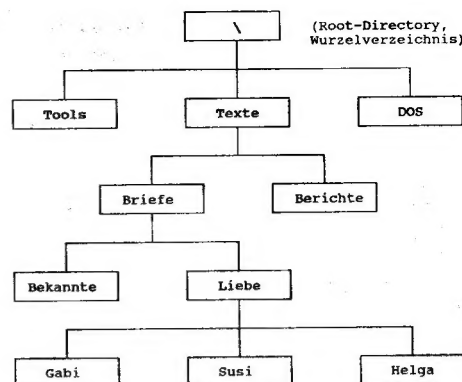 \ (Root-Directory,
Wurzelverzeichnis)
Tools Texte DOS
Briefe Berichte
Bekannte Liebe
Gabi Susi Helga